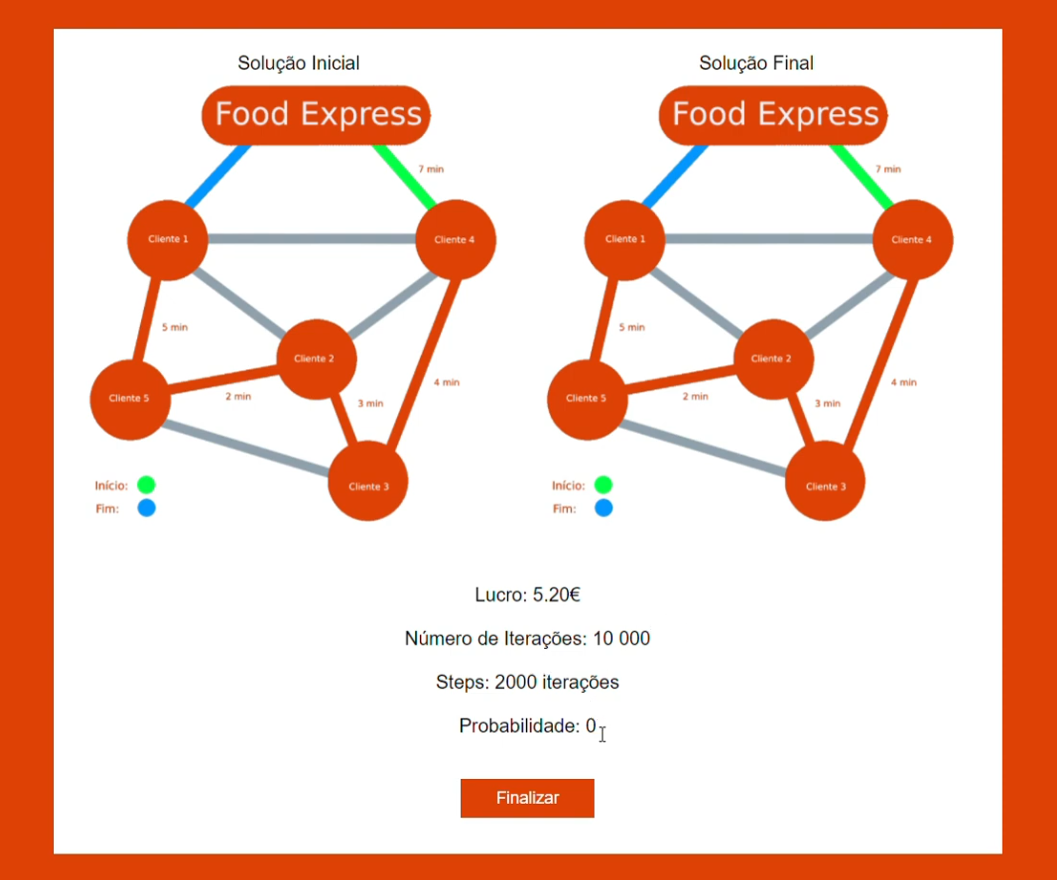 Solução Inicial
Food Express
7 min
Cliente 1
Cliente 4
5 min
Cliente 2
4 min
Cliente 5
2 min
3 min
Início:
Cliente 3
Fim:
Solução Final
Food Express
7 min
Cliente 1
Cliente 4
5 min
Cliente 2
4 min
Cliente 5
2 min
3 min
Início:
Cliente 3
Fim:
Lucro: 5.20€
Número de Iterações: 10 000
Steps: 2000 iterações
Probabilidade: 0
Finalizar